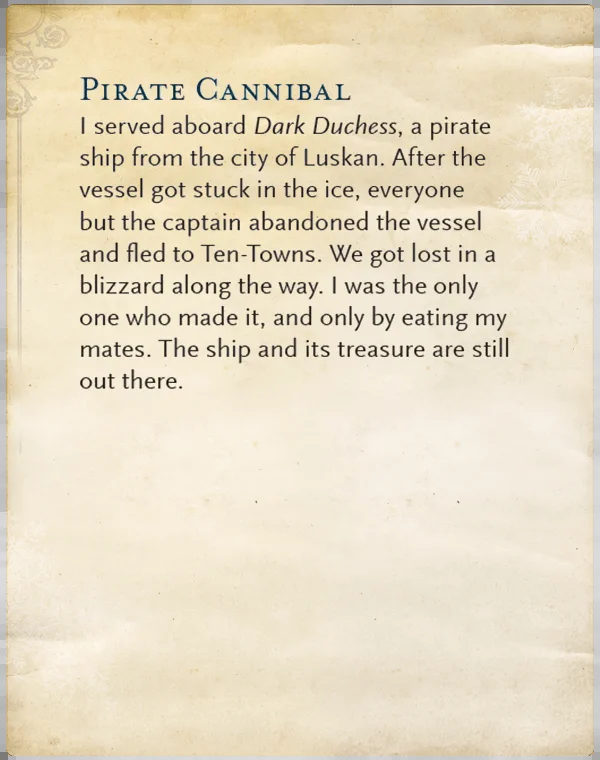 Pirate Cannibal
I served aboard Dark Duchess, a pirate
ship from the city of Luskan. After the
vessel got stuck in the ice, everyone
but the captain abandoned the vessel
and fled to Ten-Towns. We got lost in a
blizzard along the way. I was the only
one who made it, and only by eating my
mates. The ship and its treasure are still
out there.